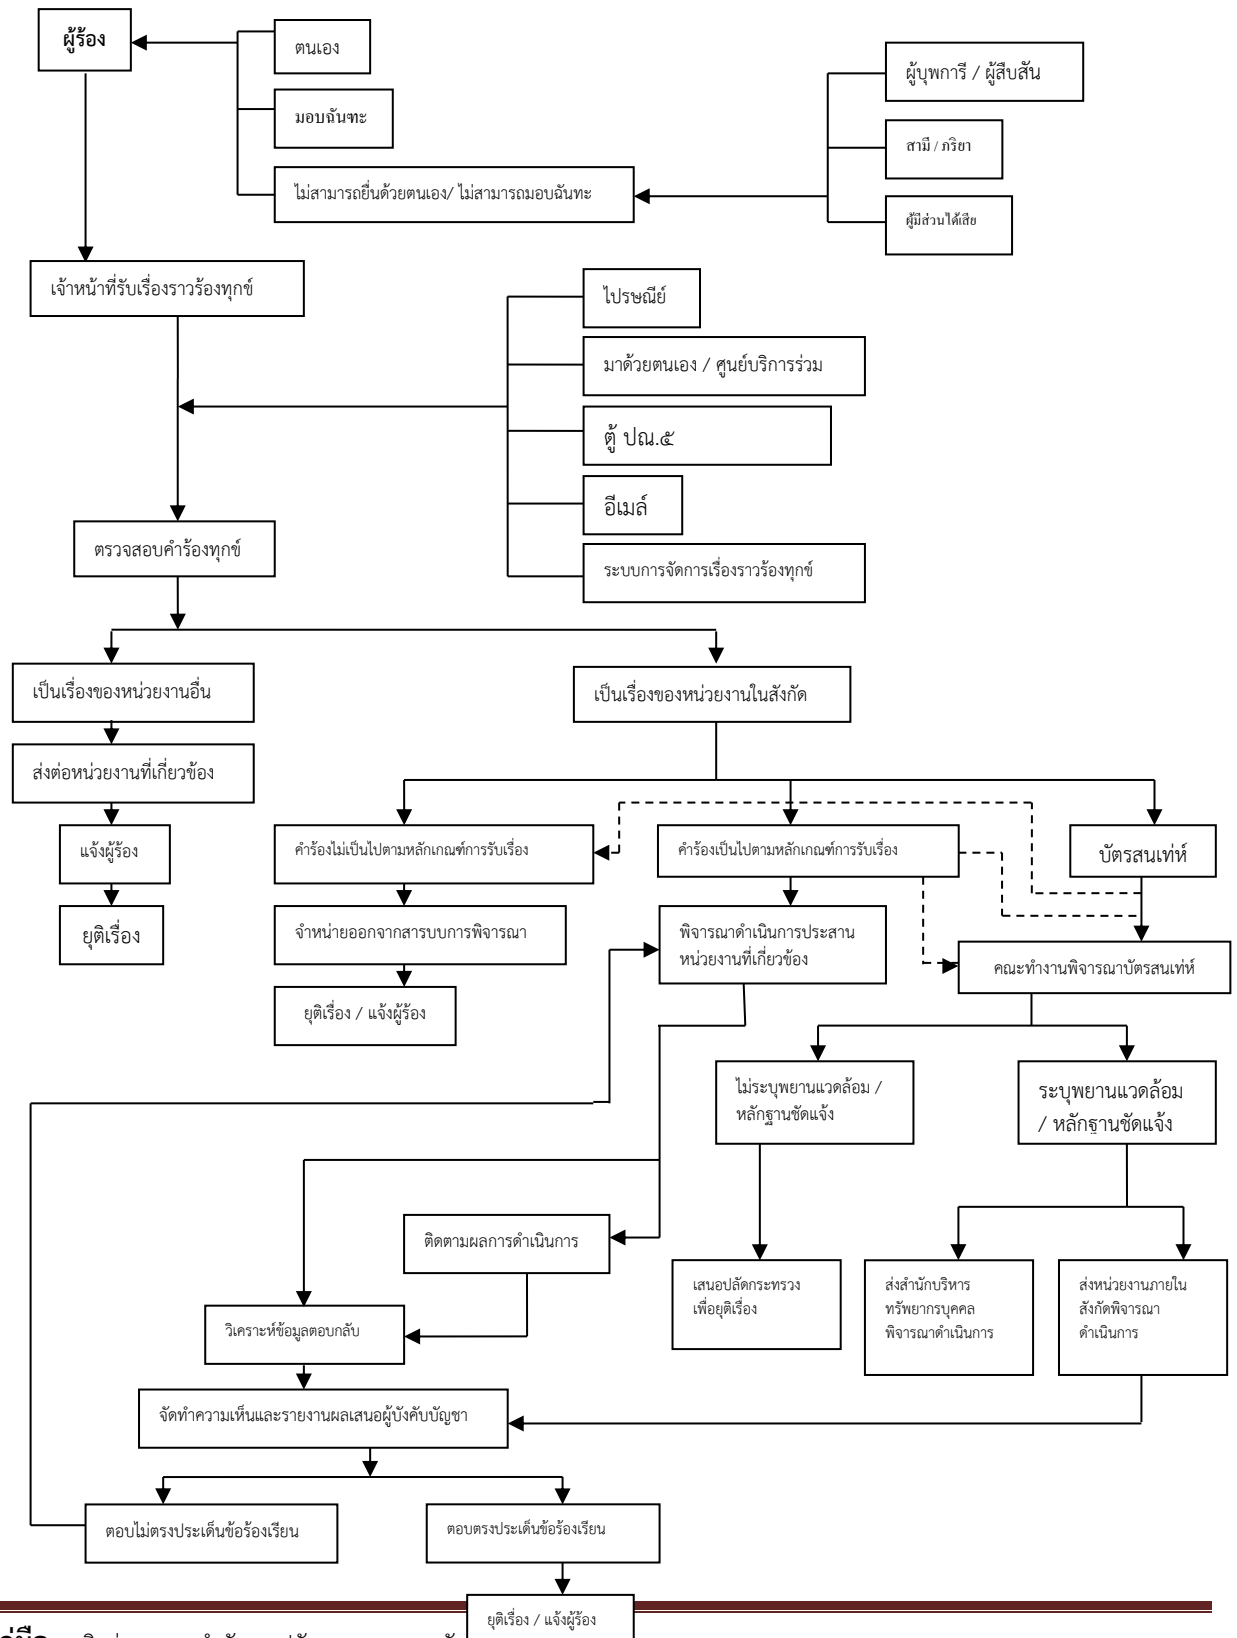 ผู้ร้อง
ตนเอง
มอบฉันฑะ
ไม่สามารถยื่นด้วยตนเอง/ ไม่สามารถมอบฉันทะ
ผู้บุพการี / ผู้สืบสัน
สามี / ภริยา
ผู้มีส่วนได้เสีย
เจ้าหน้าที่รับเรื่องราวร้องทุกข์
ไปรษณีย์
มาด้วยตนเอง / ศูนย์บริการร่วม
ตู้ ปณ.๕
อีเมล์
ระบบการจัดการเรื่องราวร้องทุกข์
ตรวจสอบคำร้องทุกข์
เป็นเรื่องของหน่วยงานอื่น
เป็นเรื่องของหน่วยงานในสังกัด
ส่งต่อหน่วยงานที่เกี่ยวข้อง
แจ้งผู้ร้อง
ยุติเรื่อง
คำร้องไม่เป็นไปตามหลักเกณฑ์การรับเรื่อง
คำร้องเป็นไปตามหลักเกณฑ์การรับเรื่อง
บัตรสนเท่ห์
จำหน่ายออกจากสารบบการพิจารณา
พิจารณาดำเนินการประสาน
หน่วยงานที่เกี่ยวข้อง
คณะทำงานพิจารณาบัตรสนเท่ห์
ยุติเรื่อง / แจ้งผู้ร้อง
ไม่ระบุพยานแวดล้อม /
หลักฐานชัดแจ้ง
ระบุพยานแวดล้อม
/ หลักฐานชัดแจ้ง
ติดตามผลการดำเนินการ
เสนอปลัดกระทรวง
เพื่อยุติเรื่อง
ส่งสำนักบริหาร
ทรัพยากรบุคคล
พิจารณาดำเนินการ
ส่งหน่วยงานภายใน
สังกัดพิจารณา
ดำเนินการ
วิเคราะห์ข้อมูลตอบกลับ
จัดทำความเห็นและรายงานผลเสนอผู้บังคับบัญชา
ตอบไม่ตรงประเด็นข้อร้องเรียน
ตอบตรงประเด็นข้อร้องเรียน
ยุติเรื่อง / แจ้งผู้ร้อง